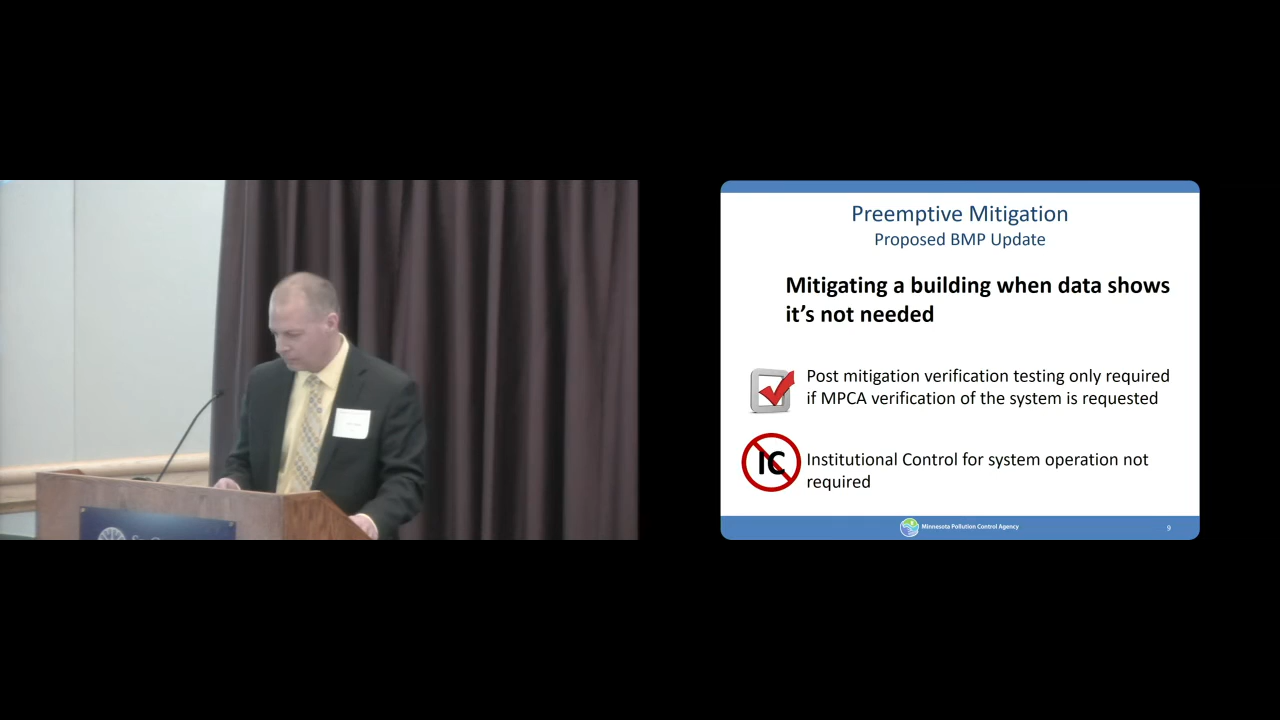 Preemptive Mitigation
Proposed BMP Update
Mitigating a building when data shows
it's not needed
Post mitigation verification testing only required
if MPCA verification of the system is requested
IC
Institutional Control for system operation not
required
Minnesota Pollution Control Agency
9